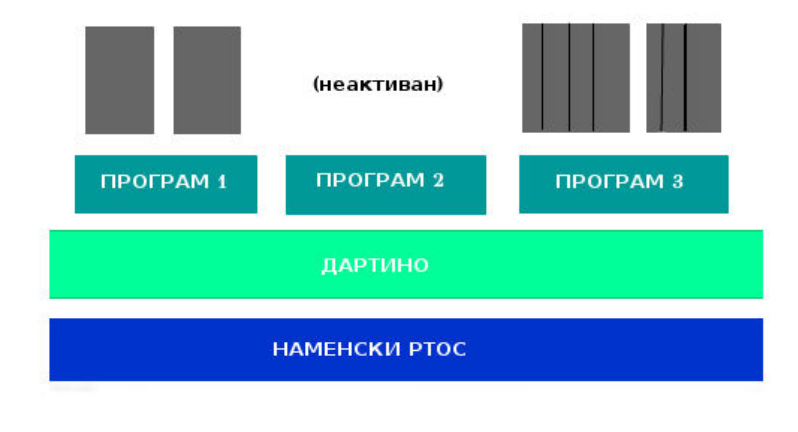 (неактиван)
ПРОГРАМ 1
ПРОГРАМ 2
ПРОГРАМ 3
ДАРТИНО
НАМЕНСКИ РТОС